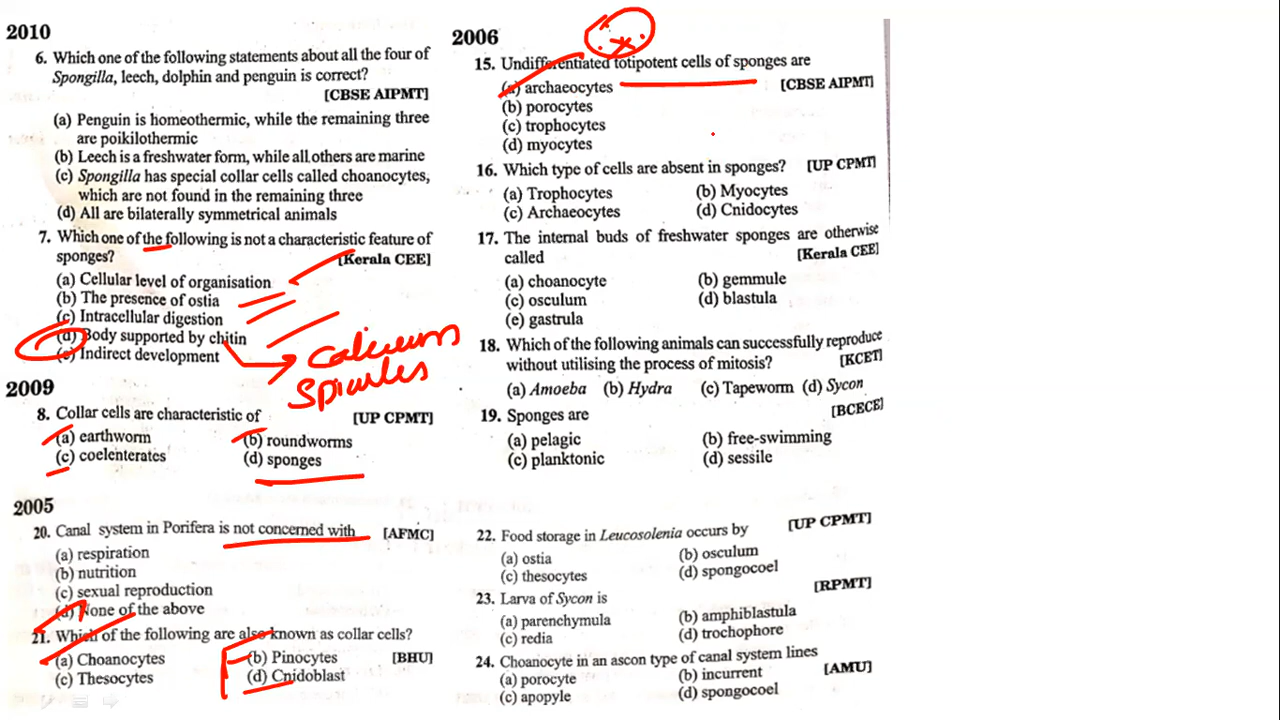 2010
6. Which one of the following statements about all the four of
Spongilla, leech, dolphin and penguin is correct?
[CBSE AIPMT]
(a) Penguin is homeothermic, while the remaining three
are poikilothermic
(b) Leech is a freshwater form, while all others are marine
(c) Spongilla has special collar cells called choanocytes,
which are not found in the remaining three
(d) All are bilaterally symmetrical animals
7. Which one of the following is not a characteristic feature of
sponges? [Kerala CEE]
(a) Cellular level of organisation
(b) The presence of ostia
(c) Intracellular digestion
(d) Body supported by chitin
(e) Indirect development
2009
8. Collar cells are characteristic of [UP CPMT]
(a) earthworm (b) roundworms
(c) coelenterates (d) sponges
2006
15. Undifferentiated totipotent cells of sponges are
(a) archaeocytes [CBSE AIPMT]
(b) porocytes
(c) trophocytes
(d) myocytes
16. Which type of cells are absent in sponges? [UP CPMT]
(a) Trophocytes (b) Myocytes
(c) Archaeocytes (d) Cnidocytes
17. The internal buds of freshwater sponges are otherwise
called [Kerala CEE]
(a) choanocyte (b) gemmule
(c) osculum (d) blastula
(e) gastrula
18. Which of the following animals can successfully reproduce
without utilising the process of mitosis? [KCET]
(a) Amoeba (b) Hydra (c) Tapeworm (d) Sycon
19. Sponges are [BCECE]
(a) pelagic (b) free-swimming
(c) planktonic (d) sessile
2005
20. Canal system in Porifera is not concerned with [AFMC]
(a) respiration
(b) nutrition
(c) sexual reproduction
(d) None of the above
21. Which of the following are also known as collar cells?
(a) Choanocytes (b) Pinocytes [BHU]
(c) Thesocytes (d) Cnidoblast
22. Food storage in Leucosolenia occurs by [UP CPMT]
(a) ostia (b) osculum
(c) thesocytes (d) spongocoel
23. Larva of Sycon is [RPMT]
(a) parenchymula (b) amphiblastula
(c) redia (d) trochophore
24. Choanocyte in an ascon type of canal system lines
(a) porocyte (b) incurrent [AMU]
(c) apopyle (d) spongocoel